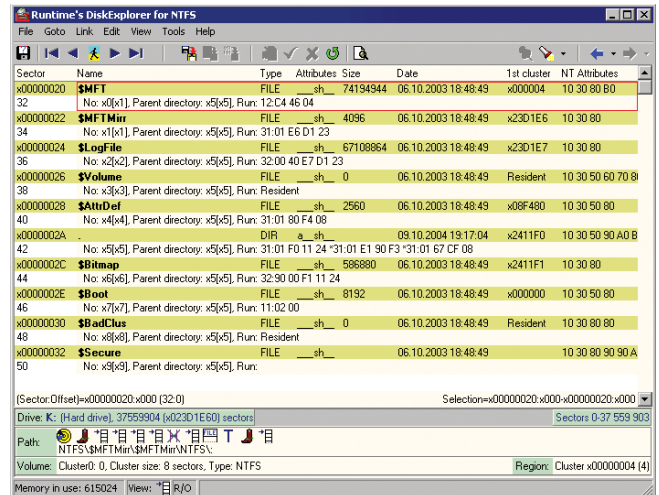 Runtime's DiskExplorer for NTFS
File Goto Link Edit View Tools Help
Sector Name Type Attributes Size Date 1st cluster NT Attributes
x00000020 $MFT FILE ___sh__ 74194944 06.10.2003 18:48:49 x000004 10 30 80 B0
32 No: x0[x1], Parent directory: x5[x5], Run: 12:C4 46 04
x00000022 $MFTMirr FILE ___sh__ 4096 06.10.2003 18:48:49 x23D1E6 10 30 80
34 No: x1[x1], Parent directory: x5[x5], Run: 31:01 E6 D1 23
x00000024 $LogFile FILE ___sh__ 67108864 06.10.2003 18:48:49 x23D1E7 10 30 80
36 No: x2[x2], Parent directory: x5[x5], Run: 32:00 40 E7 D1 23
x00000026 $Volume FILE ___sh__ 0 06.10.2003 18:48:49 Resident 10 30 50 60 70 8
38 No: x3[x3], Parent directory: x5[x5], Run: Resident
x00000028 $AttrDef FILE ___sh__ 2560 06.10.2003 18:48:49 x08F480 10 30 50 80
40 No: x4[x4], Parent directory: x5[x5], Run: 31:01 80 F4 08
x0000002A . DIR a__sh__ 09.10.2004 19:17:04 x2411F0 10 30 50 90 A0 B
42 No: x5[x5], Parent directory: x5[x5], Run: 31:01 F0 11 24 *31:01 E1 90 F3 *31:01 67 CF 08
x0000002C $Bitmap FILE ___sh__ 586880 06.10.2003 18:48:49 x2411F1 10 30 80
44 No: x6[x6], Parent directory: x5[x5], Run: 32:90 00 F1 11 24
x0000002E $Boot FILE ___sh__ 8192 06.10.2003 18:48:49 x000000 10 30 50 80
46 No: x7[x7], Parent directory: x5[x5], Run: 11:02 00
x00000030 $BadClus FILE ___sh__ 0 06.10.2003 18:48:49 Resident 10 30 80 80
48 No: x8[x8], Parent directory: x5[x5], Run: Resident
x00000032 $Secure FILE ___sh__ 06.10.2003 18:48:49 10 30 80 90 90 A
50 No: x9[x9], Parent directory: x5[x5], Run:
(Sector:Offset)=x00000020:x000 (32:0) Selection=x00000020:x000-x00000020:x000
Drive: K: (Hard drive), 37559904 (x023D1E60) sectors Sectors 0-37 559 903
Path: FILE T
NTFS\$MFTMirr\$MFTMirr\NTFS\:
Volume: Cluster0: 0, Cluster size: 8 sectors, Type: NTFS Region: Cluster x00000004 (4)
Memory in use: 615024 View: R/O